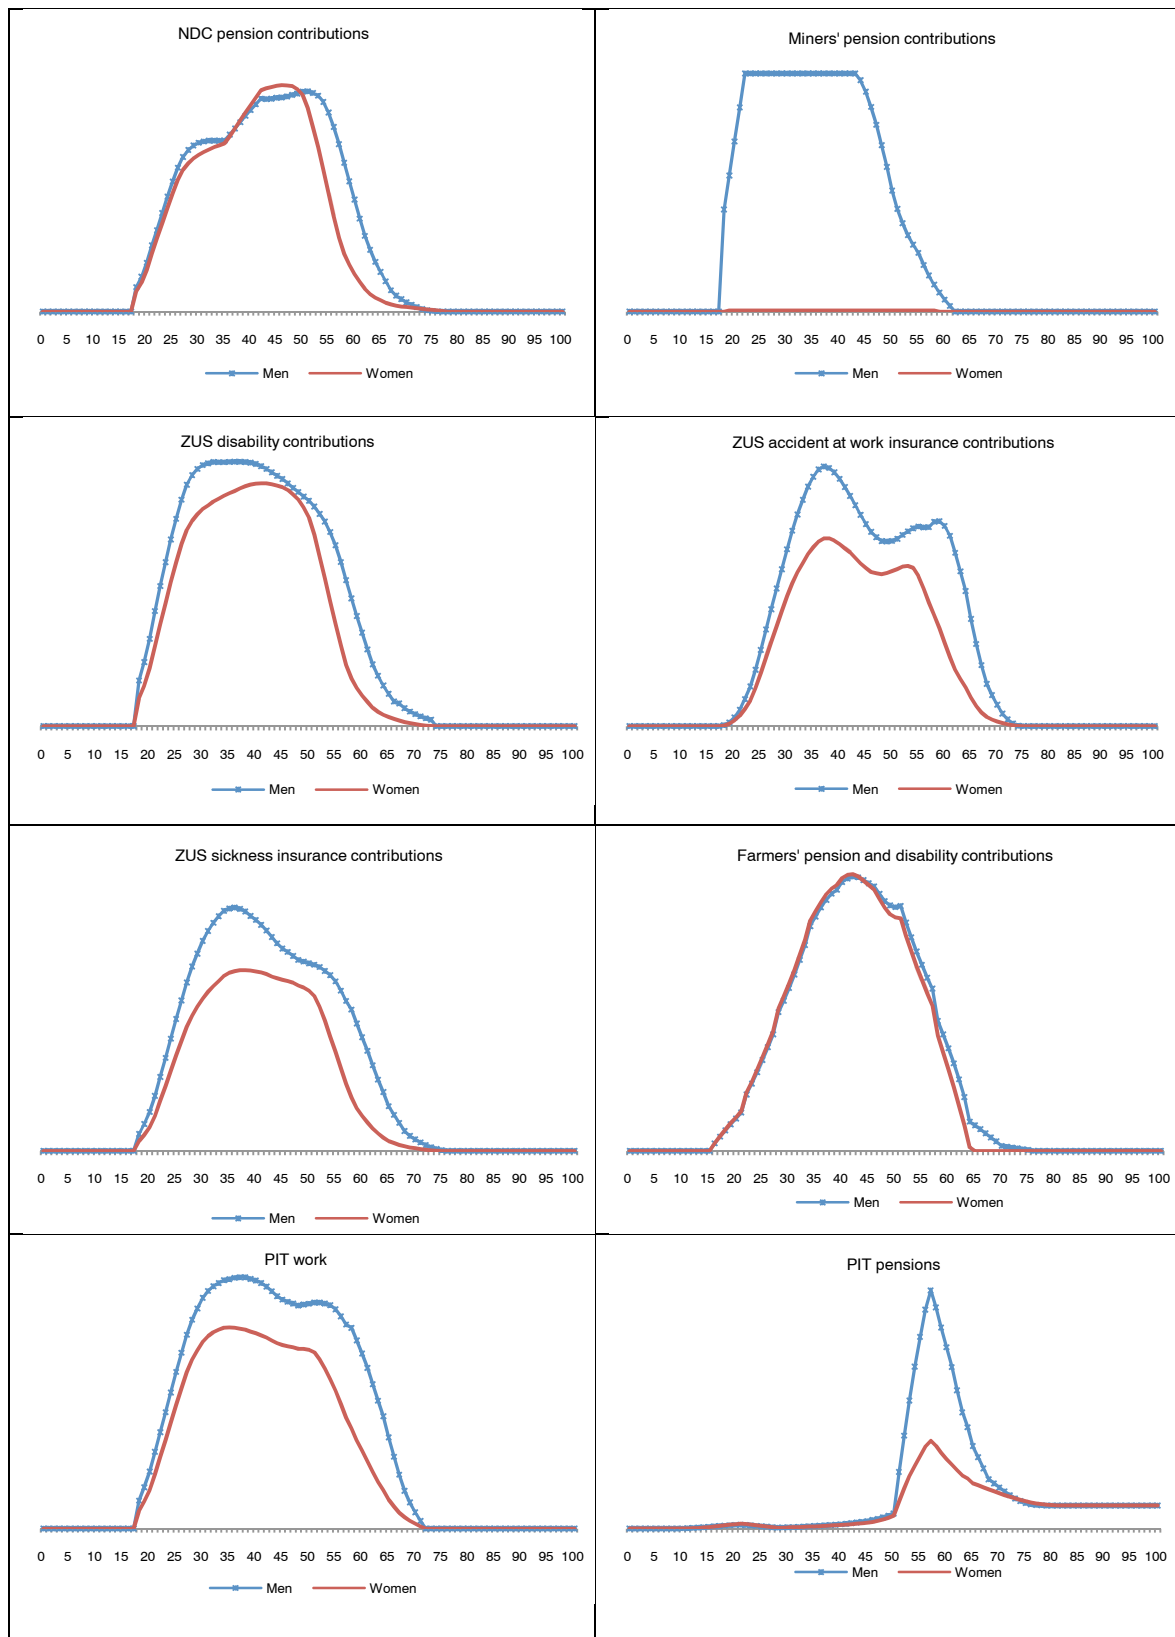 NDC pension contributions
0 5 10 15 20 25 30 35 40 45 50 55 60 65 70 75 80 85 90 95 100
Men Women
Miners' pension contributions
0 5 10 15 20 25 30 35 40 45 50 55 60 65 70 75 80 85 90 95 100
Men Women
ZUS disability contributions
0 5 10 15 20 25 30 35 40 45 50 55 60 65 70 75 80 85 90 95 100
Men Women
ZUS accident at work insurance contributions
0 5 10 15 20 25 30 35 40 45 50 55 60 65 70 75 80 85 90 95 100
Men Women
ZUS sickness insurance contributions
0 5 10 15 20 25 30 35 40 45 50 55 60 65 70 75 80 85 90 95 100
Men Women
Farmers' pension and disability contributions
0 5 10 15 20 25 30 35 40 45 50 55 60 65 70 75 80 85 90 95 100
Men Women
PIT work
0 5 10 15 20 25 30 35 40 45 50 55 60 65 70 75 80 85 90 95 100
Men Women
PIT pensions
0 5 10 15 20 25 30 35 40 45 50 55 60 65 70 75 80 85 90 95 100
Men Women